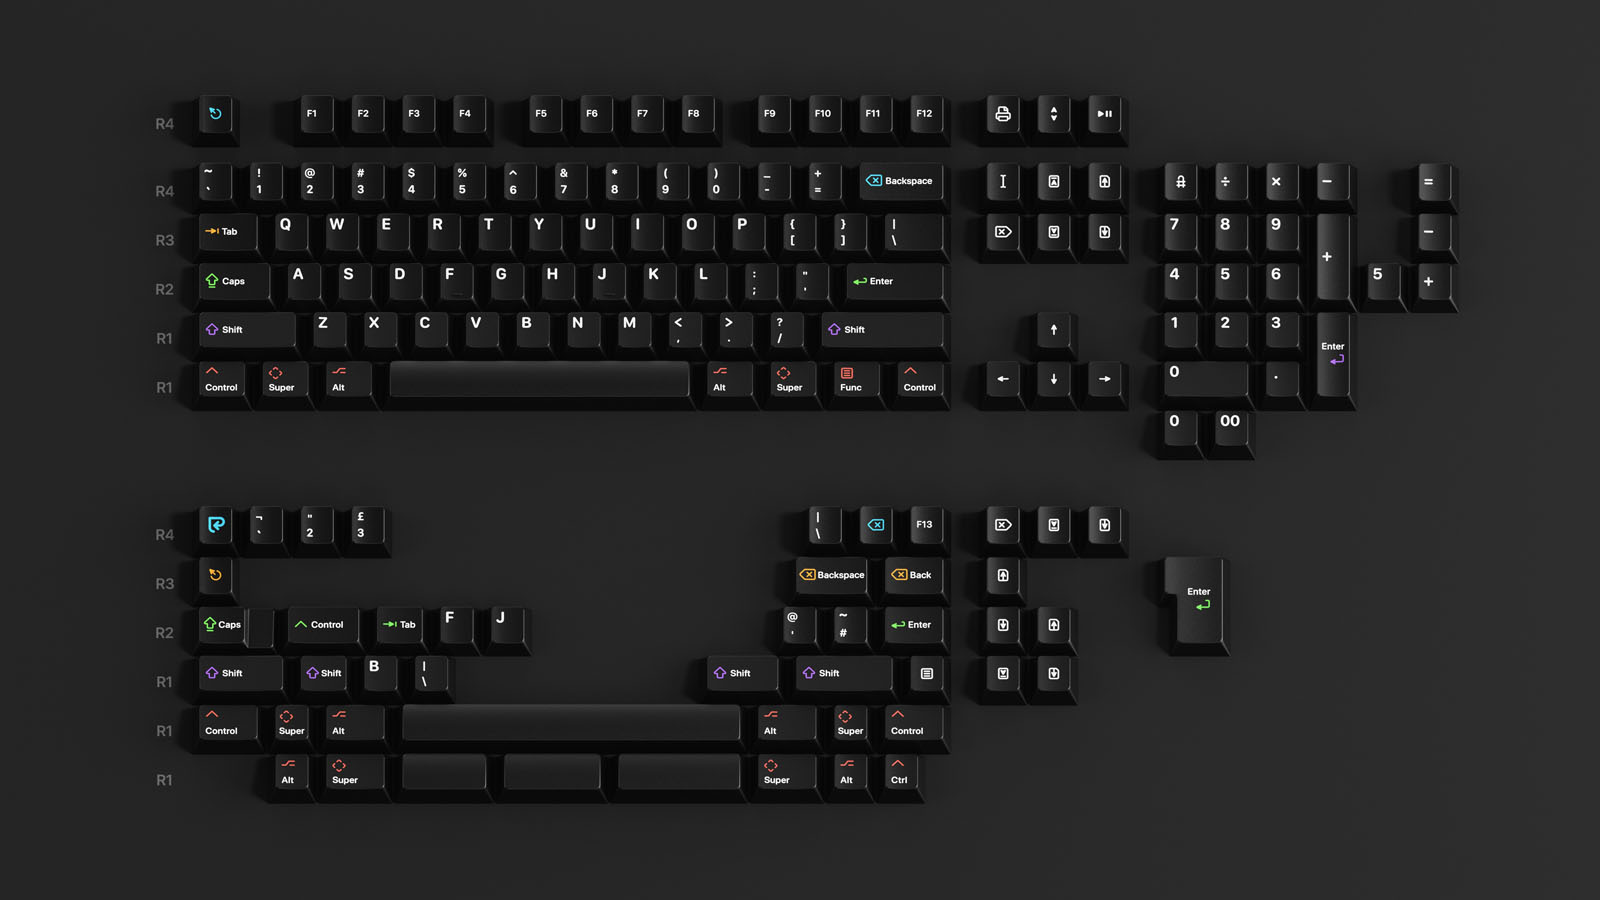 R4 F1 F2 F3 F4 F5 F6 F7 F8 F9 F10 F11 F12
R4 ~ ` ! 1 @ 2 # 3 $ 4 % 5 ^ 6 & 7 * 8 ( 9 ) 0 _ - + = Backspace ÷ × − =
R3 Tab Q W E R T Y U I O P { [ } ] | \ 7 8 9 + −
R2 Caps A S D F G H J K L : ; " ' Enter 4 5 6 5 +
R1 Shift Z X C V B N M < , > . ? / Shift ↑ 1 2 3 Enter
R1 Control Super Alt Alt Super Func Control ← ↓ → 0 .
0 00
R4 ¬ ` " 2 £ 3 | \ F13
R3 Backspace Back Enter
R2 Caps Control Tab F J @ ' ~ # Enter
R1 Shift Shift B | \ Shift Shift
R1 Control Super Alt Alt Super Control
R1 Alt Super Super Alt Ctrl